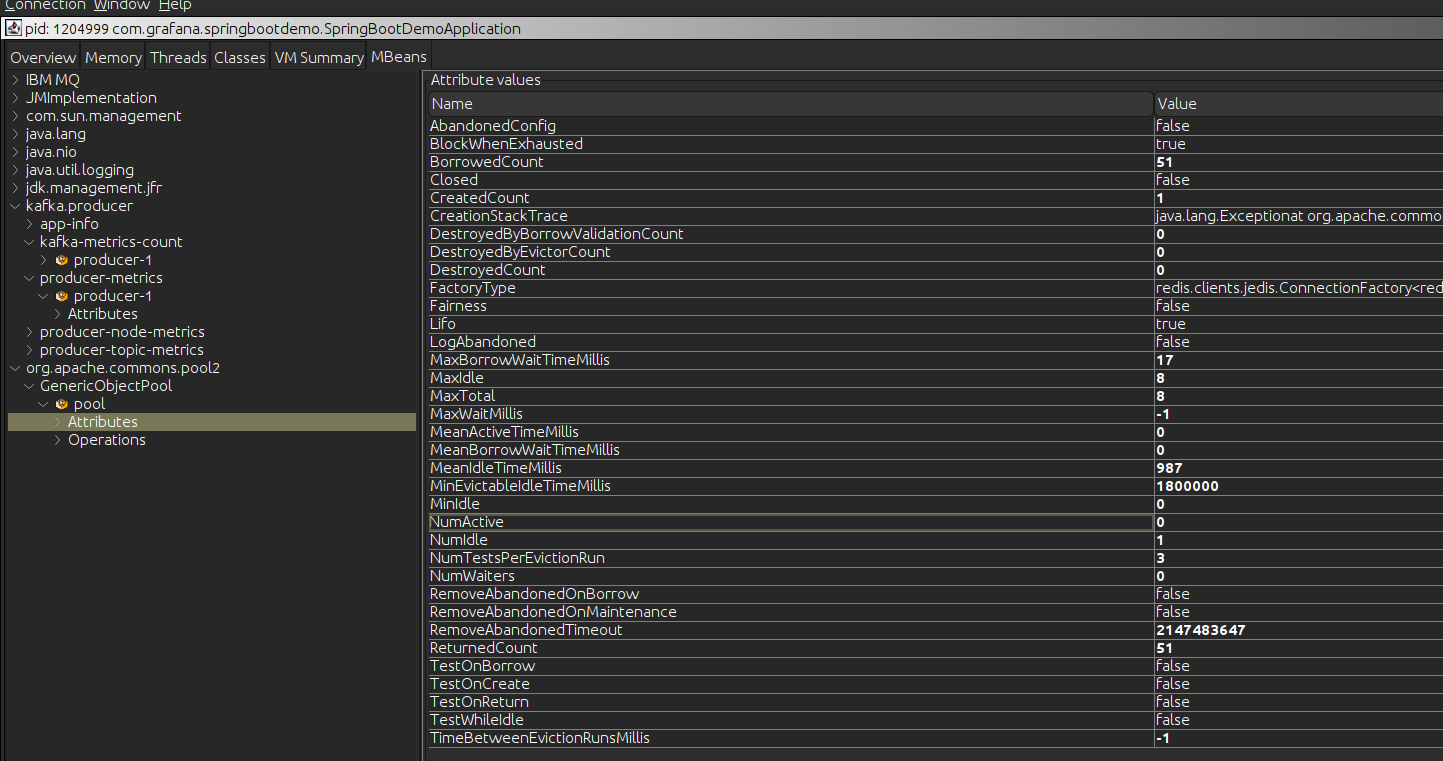 Connection Window Help
pid: 1204999 com.grafana.springbootdemo.SpringBootDemoApplication
Overview Memory Threads Classes VM Summary MBeans
IBM MQ
JMImplementation
com.sun.management
java.lang
java.nio
java.util.logging
jdk.management.jfr
kafka.producer
app-info
kafka-metrics-count
producer-1
producer-metrics
producer-1
Attributes
producer-node-metrics
producer-topic-metrics
org.apache.commons.pool2
GenericObjectPool
pool
Attributes
Operations
Attribute values
Name Value
AbandonedConfig false
BlockWhenExhausted true
BorrowedCount 51
Closed false
CreatedCount 1
CreationStackTrace java.lang.Exceptionat org.apache.commo
DestroyedByBorrowValidationCount 0
DestroyedByEvictorCount 0
DestroyedCount 0
FactoryType redis.clients.jedis.ConnectionFactory<red
Fairness false
Lifo true
LogAbandoned false
MaxBorrowWaitTimeMillis 17
MaxIdle 8
MaxTotal 8
MaxWaitMillis -1
MeanActiveTimeMillis 0
MeanBorrowWaitTimeMillis 0
MeanIdleTimeMillis 987
MinEvictableIdleTimeMillis 1800000
MinIdle 0
NumActive 0
NumIdle 1
NumTestsPerEvictionRun 3
NumWaiters 0
RemoveAbandonedOnBorrow false
RemoveAbandonedOnMaintenance false
RemoveAbandonedTimeout 2147483647
ReturnedCount 51
TestOnBorrow false
TestOnCreate false
TestOnReturn false
TestWhileIdle false
TimeBetweenEvictionRunsMillis -1